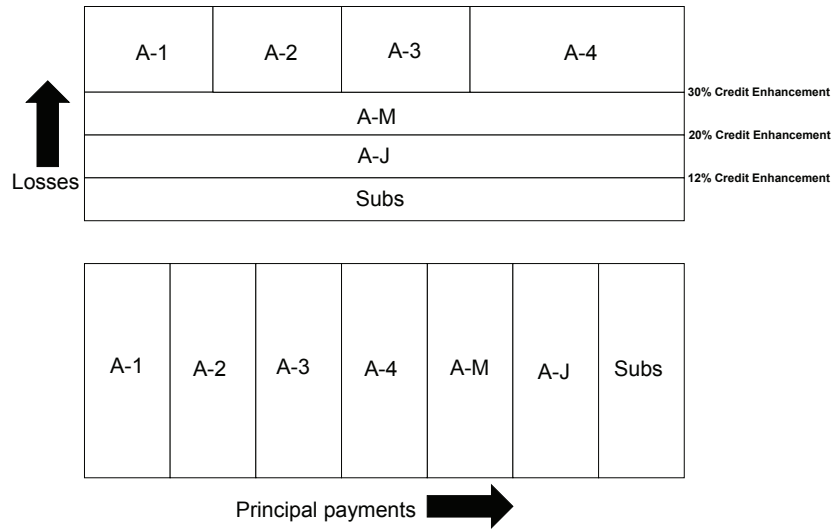 A-1 A-2 A-3 A-4
30% Credit Enhancement
A-M
20% Credit Enhancement
A-J
Losses
12% Credit Enhancement
Subs
A-1 A-2 A-3 A-4 A-M A-J Subs
Principal payments